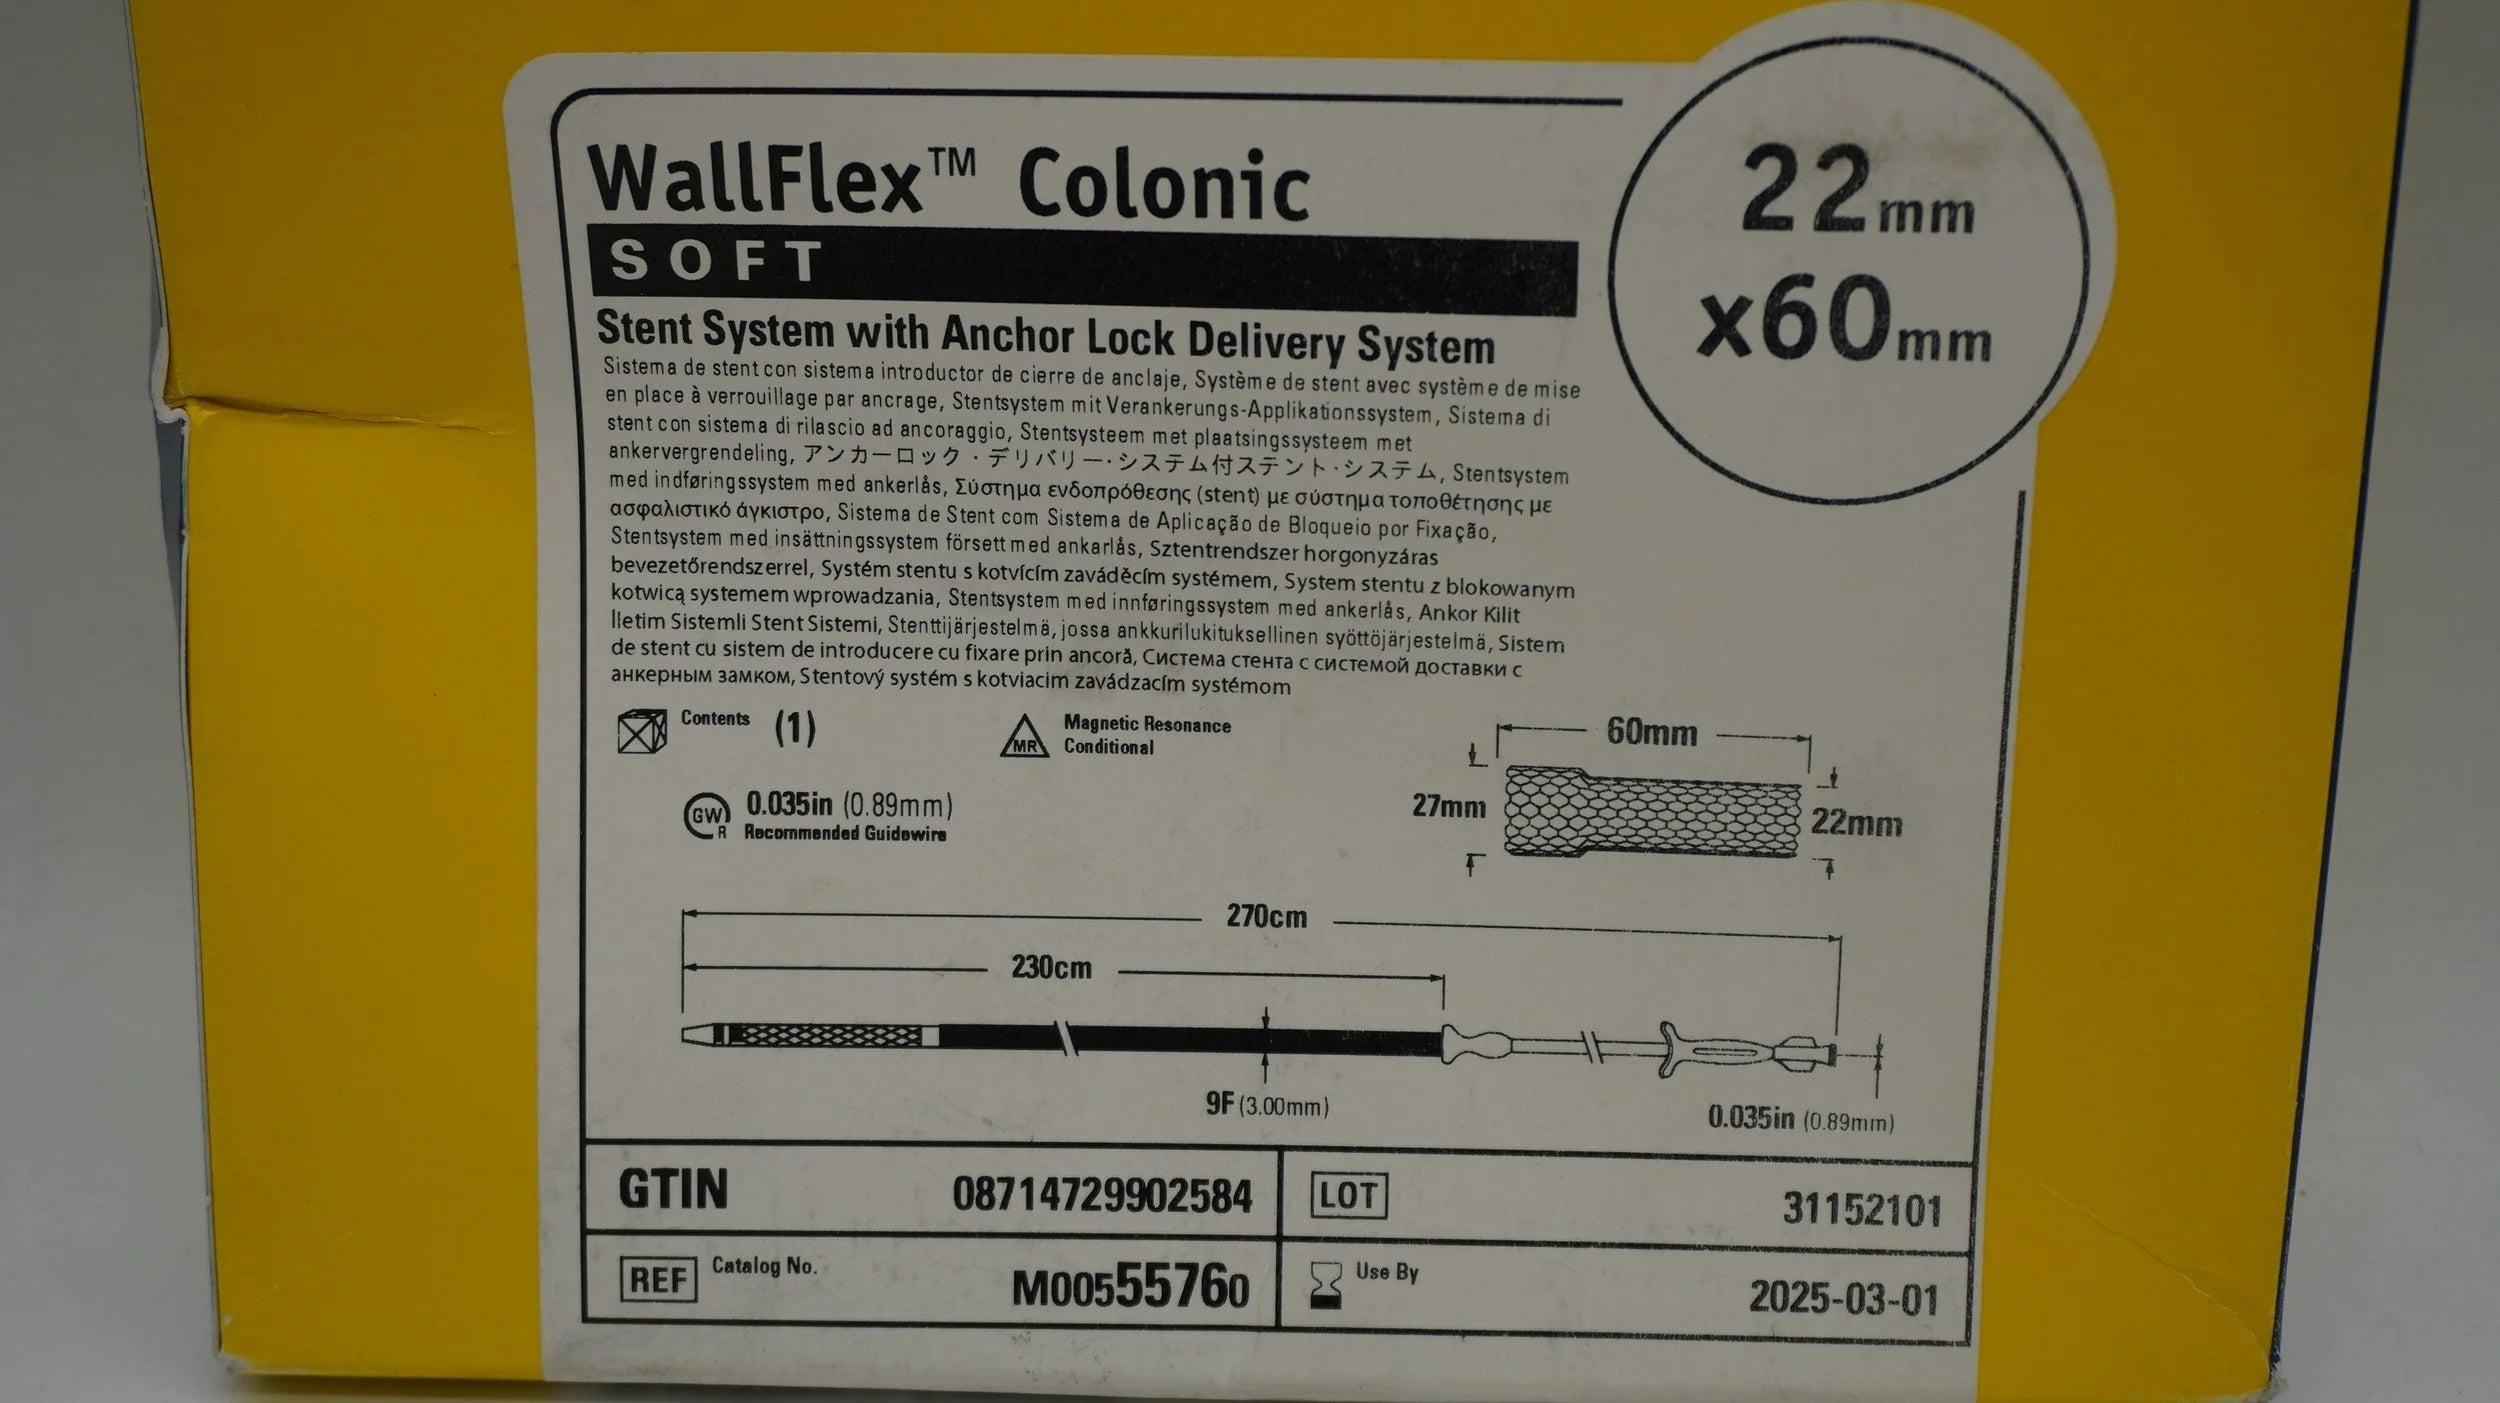 WallFlex™ Colonic
SOFT
22mm
x60mm
Stent System with Anchor Lock Delivery System
Sistema de stent con sistema introductor de cierre de anclaje, Système de stent avec système de mise
en place à verrouillage par ancrage, Stentsystem mit Verankerungs-Applikationssystem, Sistema di
stent con sistema di rilascio ad ancoraggio, Stentsysteem met plaatsingssysteem met
ankervergrendeling, アンカーロック・デリバリー・システム付ステント・システム, Stentsystem
med indføringssystem med ankerlås, Σύστημα ενδοπρόθεσης (stent) με σύστημα τοποθέτησης με
ασφαλιστικό άγκιστρο, Sistema de Stent com Sistema de Aplicação de Bloqueio por Fixação,
Stentsystem med insättningssystem försett med ankarlås, Sztentrendszer horgonyzáras
bevezetőrendszerrel, Systém stentu s kotvícím zaváděcím systémem, System stentu z blokowanym
kotwicą systemem wprowadzania, Stentsystem med innføringssystem med ankerlås, Ankor Kilit
İletim Sistemli Stent Sistemi, Stenttijärjestelmä, jossa ankkurilukituksellinen syöttöjärjestelmä, Sistem
de stent cu sistem de introducere cu fixare prin ancoră, Система стента с системой доставки с
анкерным замком, Stentový systém s kotviacim zavádzacím systémom
Contents (1)
MR
Magnetic Resonance
Conditional
60mm
27mm
22mm
GW
R
0.035in (0.89mm)
Recommended Guidewire
270cm
230cm
9F (3.00mm)
0.035in (0.89mm)
GTIN 08714729902584
LOT 31152101
REF Catalog No. M00555760
Use By 2025-03-01